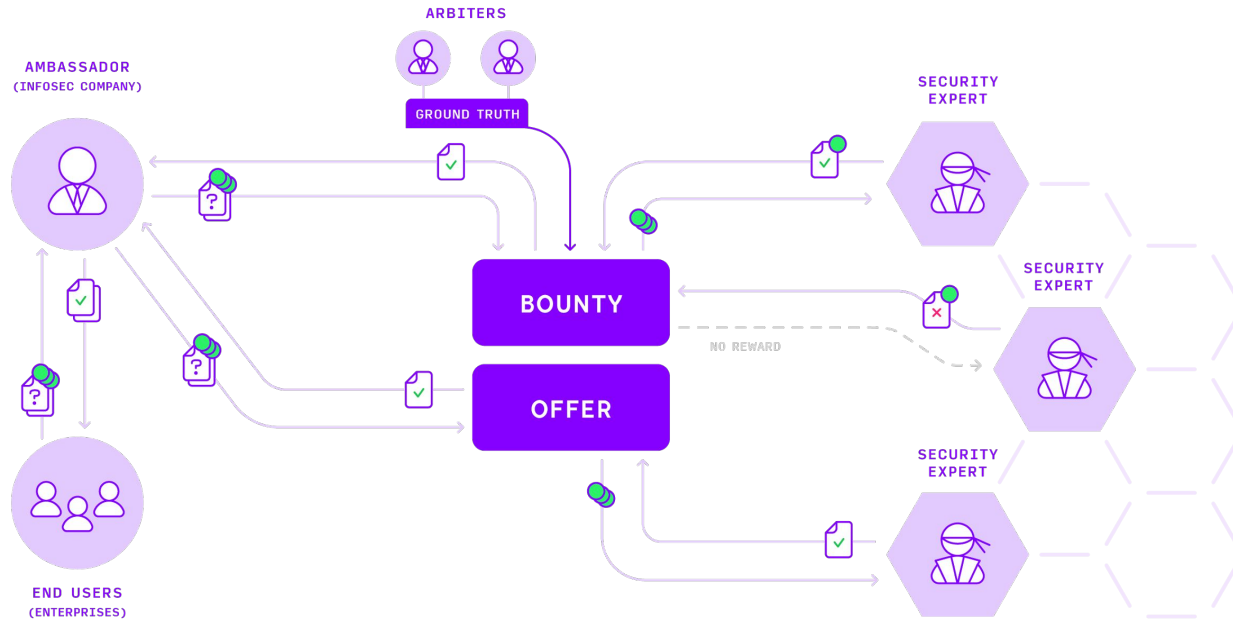 ARBITERS
AMBASSADOR
(INFOSEC COMPANY)
GROUND TRUTH
SECURITY
EXPERT
?
BOUNTY
NO REWARD
SECURITY
EXPERT
?
?
OFFER
SECURITY
EXPERT
END USERS
(ENTERPRISES)